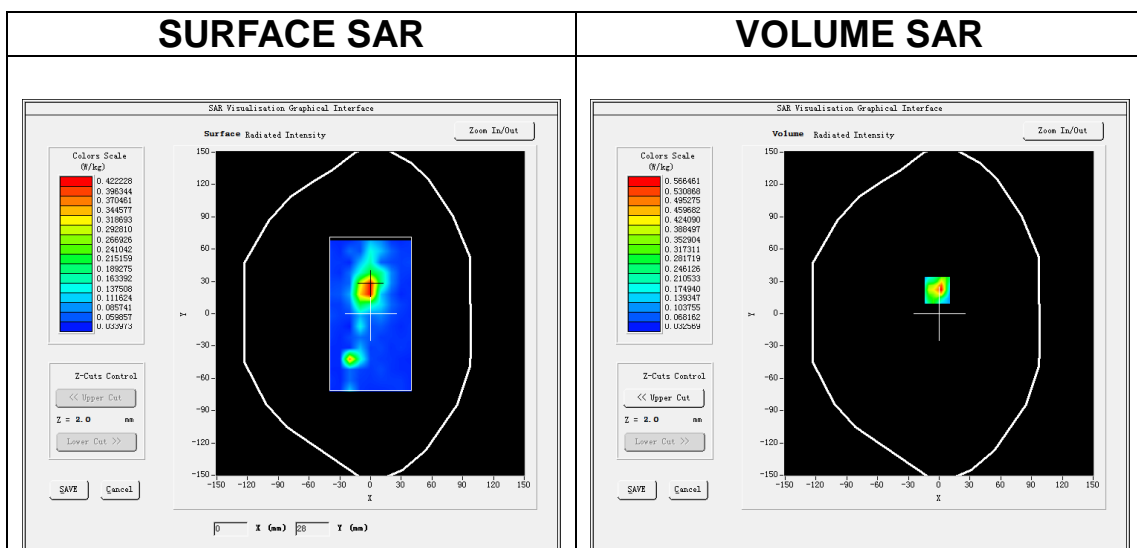 SURFACE SAR
VOLUME SAR
SAR Visualisation Graphical Interface
Surface Radiated Intensity
Zoom In/Out
Colors Scale
(W/kg)
0.422228
0.396344
0.370461
0.344577
0.318693
0.292810
0.266926
0.241042
0.215159
0.189275
0.163392
0.137508
0.111624
0.085741
0.059857
0.033973
Z-Cuts Control
<< Upper Cut
Z = 2.0 mm
Lower Cut >>
SAVE Cancel
150
120
90
60
30
0
-30
-60
-90
-120
-150
Y
-150 -120 -90 -60 -30 0 30 60 90 120 150
X
0 X (mm) 28 Y (mm)
SAR Visualisation Graphical Interface
Volume Radiated Intensity
Zoom In/Out
Colors Scale
(W/kg)
0.566461
0.530868
0.495275
0.459682
0.424090
0.388497
0.352904
0.317311
0.281719
0.246126
0.210533
0.174940
0.139347
0.103755
0.068162
0.032569
Z-Cuts Control
<< Upper Cut
Z = 2.0 mm
Lower Cut >>
SAVE Cancel
150
120
90
60
30
0
-30
-60
-90
-120
-150
Y
-150 -120 -90 -60 -30 0 30 60 90 120 150
X